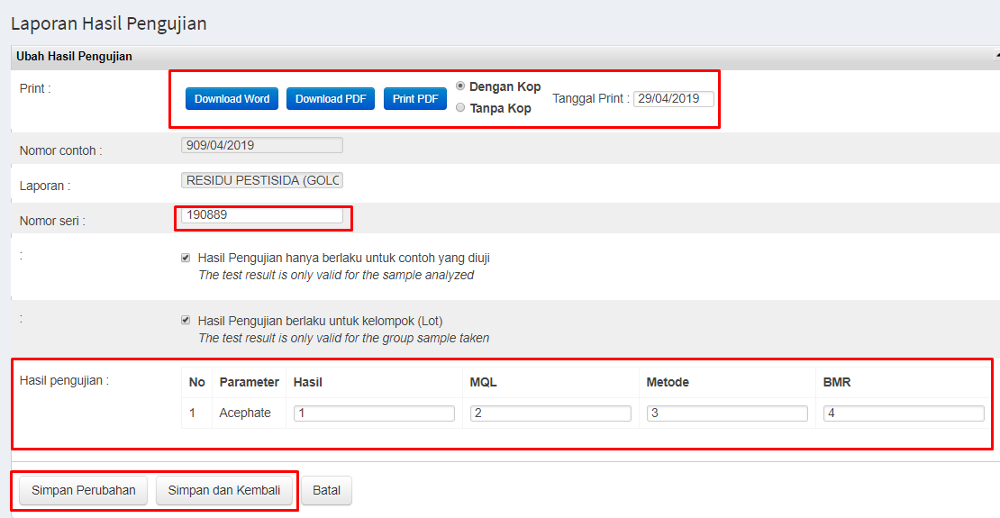 Laporan Hasil Pengujian
Ubah Hasil Pengujian
Print :
Download Word Download PDF Print PDF Dengan Kop Tanpa Kop Tanggal Print : 29/04/2019
Nomor contoh : 909/04/2019
Laporan : RESIDU PESTISIDA (GOLC
Nomor seri : 190889
: Hasil Pengujian hanya berlaku untuk contoh yang diuji
The test result is only valid for the sample analyzed
: Hasil Pengujian berlaku untuk kelompok (Lot)
The test result is only valid for the group sample taken
Hasil pengujian : No Parameter Hasil MQL Metode BMR
1 Acephate 1 2 3 4
Simpan Perubahan Simpan dan Kembali Batal